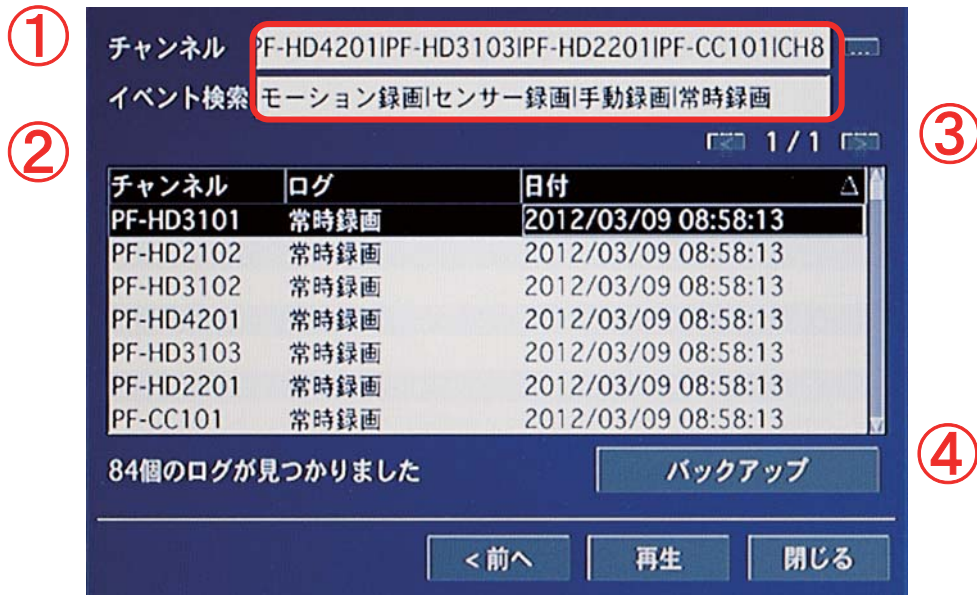 ①
チャンネル PF-HD4201|PF-HD3103|PF-HD2201|PF-CC101|CH8 ...
イベント検索 モーション録画|センサー録画|手動録画|常時録画
②
< 1/1 >
③
チャンネル ログ 日付 △
PF-HD3101 常時録画 2012/03/09 08:58:13
PF-HD2102 常時録画 2012/03/09 08:58:13
PF-HD3102 常時録画 2012/03/09 08:58:13
PF-HD4201 常時録画 2012/03/09 08:58:13
PF-HD3103 常時録画 2012/03/09 08:58:13
PF-HD2201 常時録画 2012/03/09 08:58:13
PF-CC101 常時録画 2012/03/09 08:58:13
84個のログが見つかりました バックアップ
④
<前へ 再生 閉じる